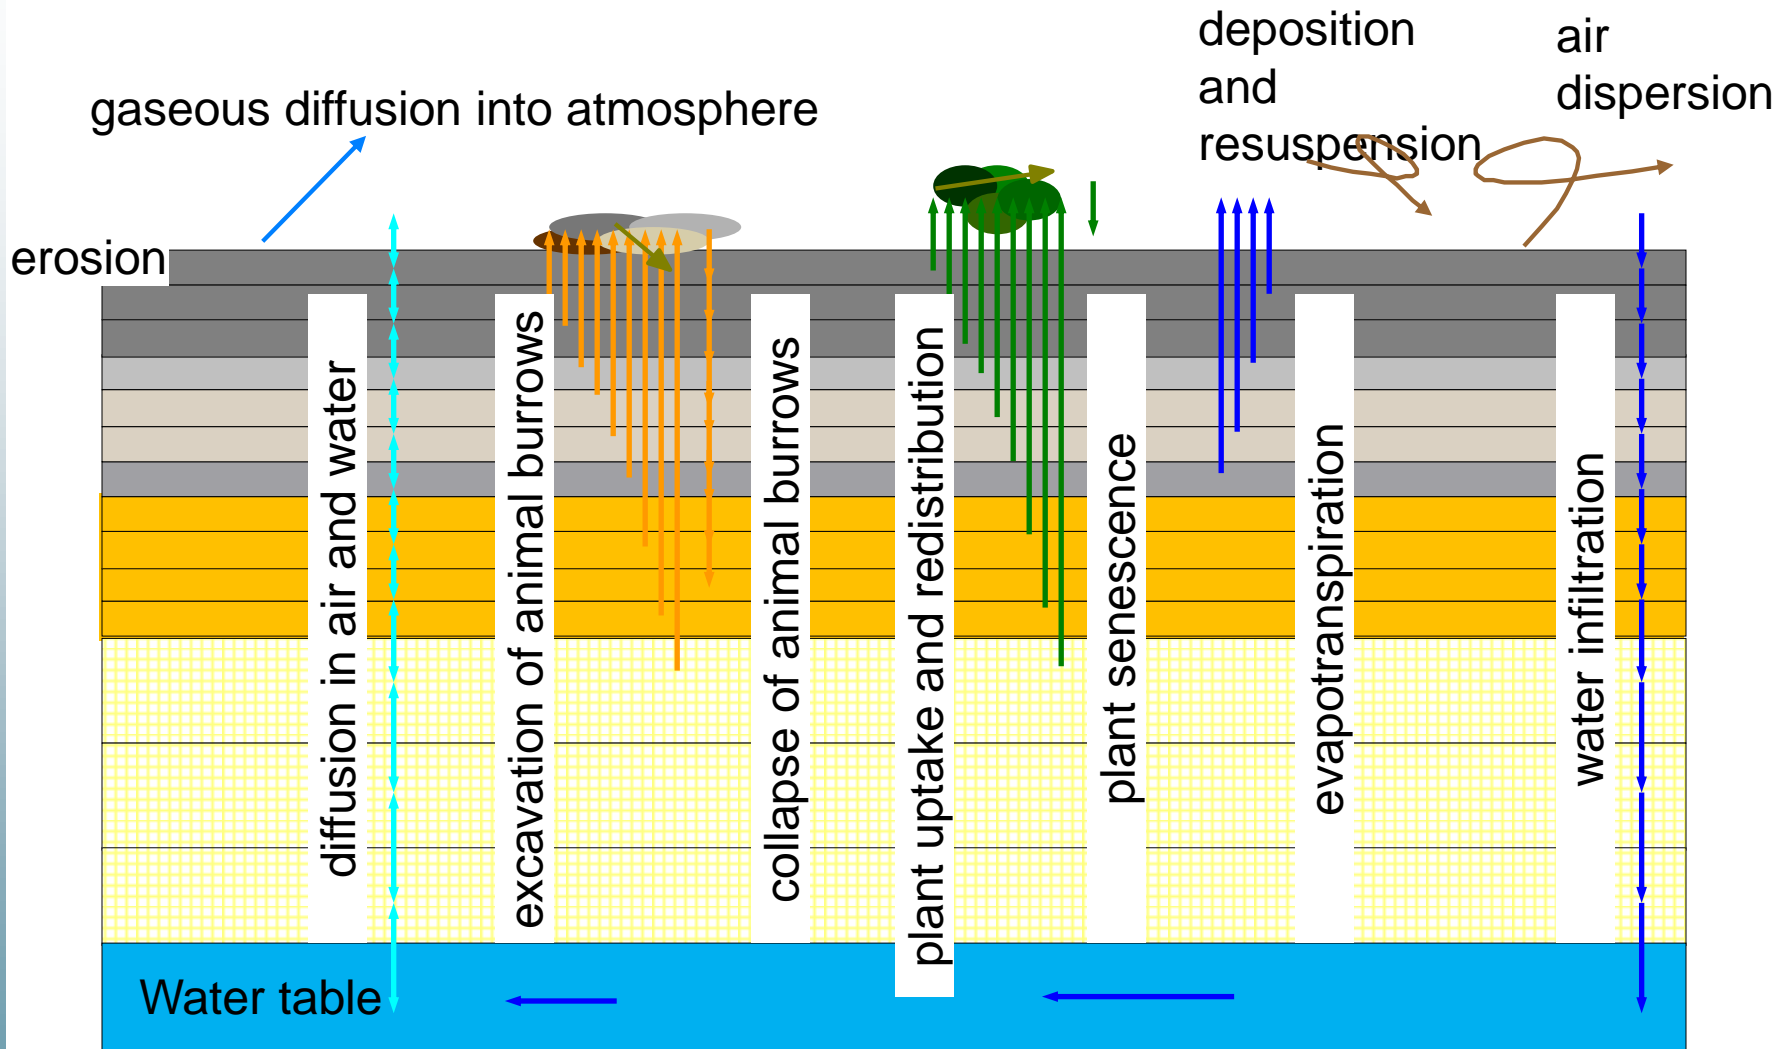 deposition
and
resuspension
air
dispersion
gaseous diffusion into atmosphere
erosion
diffusion in air and water
excavation of animal burrows
collapse of animal burrows
plant uptake and redistribution
plant senescence
evapotranspiration
water infiltration
Water table